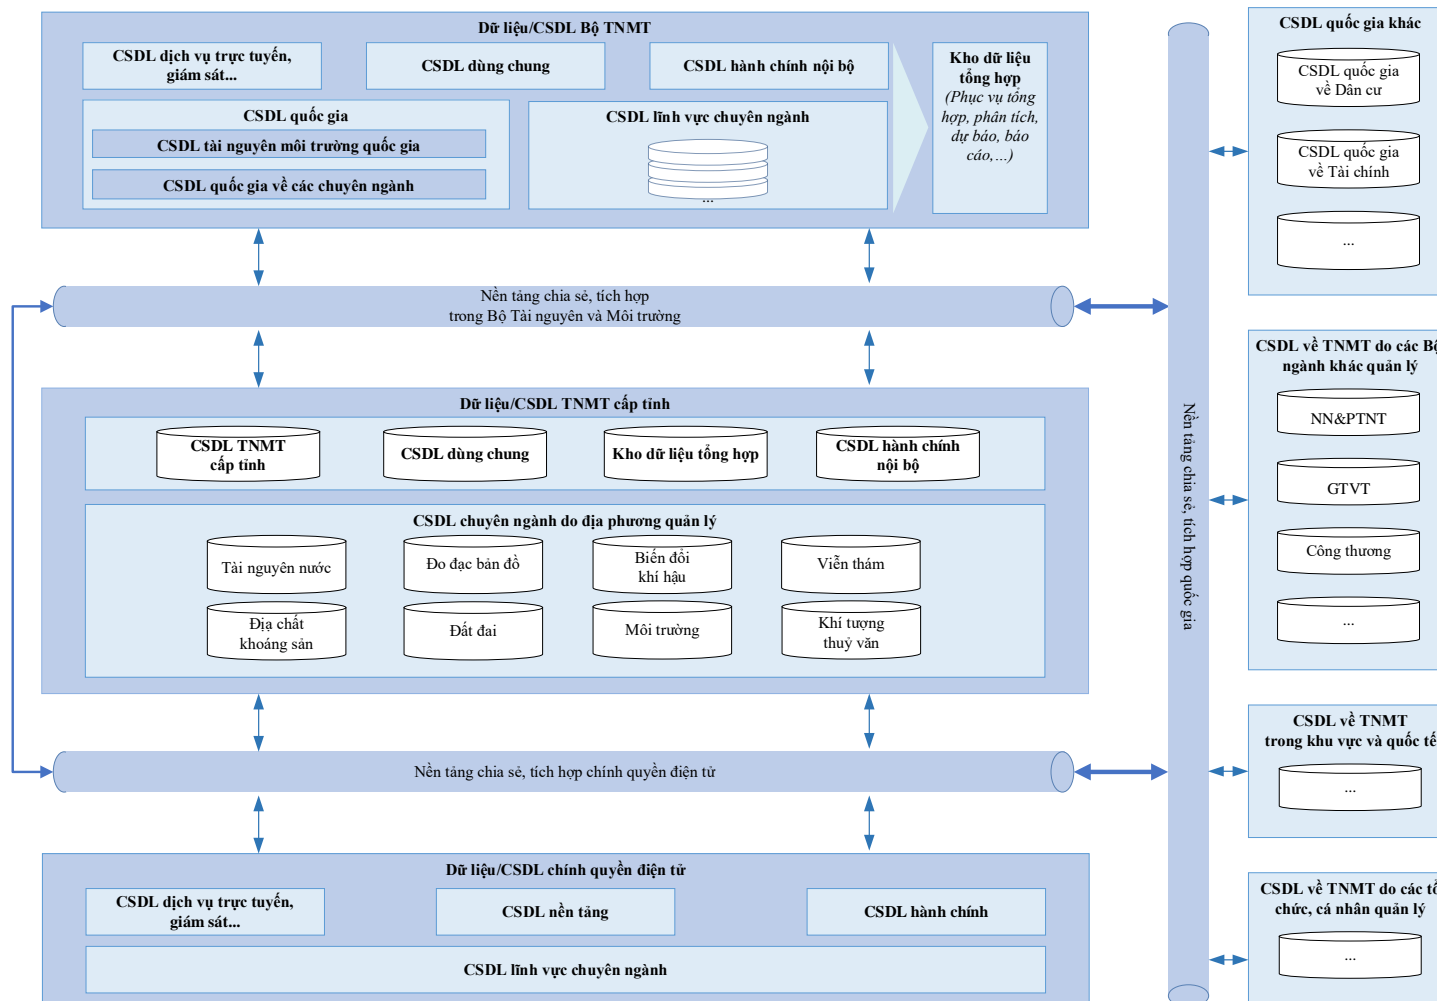 Dữ liệu/CSDL Bộ TNMT
CSDL dịch vụ trực tuyến,
giám sát...
CSDL dùng chung
CSDL hành chính nội bộ
Kho dữ liệu
tổng hợp
(Phục vụ tổng
hợp, phân tích,
dự báo, báo
cáo,...)
CSDL quốc gia
CSDL tài nguyên môi trường quốc gia
CSDL quốc gia về các chuyên ngành
CSDL lĩnh vực chuyên ngành
...
Nền tảng chia sẻ, tích hợp
trong Bộ Tài nguyên và Môi trường
Dữ liệu/CSDL TNMT cấp tỉnh
CSDL TNMT
cấp tỉnh
CSDL dùng chung
Kho dữ liệu tổng hợp
CSDL hành chính
nội bộ
CSDL chuyên ngành do địa phương quản lý
Tài nguyên nước
Đo đạc bản đồ
Biến đổi
khí hậu
Viễn thám
Địa chất
khoáng sản
Đất đai
Môi trường
Khí tượng
thuỷ văn
Nền tảng chia sẻ, tích hợp chính quyền điện tử
Dữ liệu/CSDL chính quyền điện tử
CSDL dịch vụ trực tuyến,
giám sát...
CSDL nền tảng
CSDL hành chính
CSDL lĩnh vực chuyên ngành
Nền tảng chia sẻ, tích hợp quốc gia
CSDL quốc gia khác
CSDL quốc gia
về Dân cư
CSDL quốc gia
về Tài chính
...
CSDL về TNMT do các Bộ
ngành khác quản lý
NN&PTNT
GTVT
Công thương
...
CSDL về TNMT
trong khu vực và quốc tế
...
CSDL về TNMT do các tổ
chức, cá nhân quản lý
...